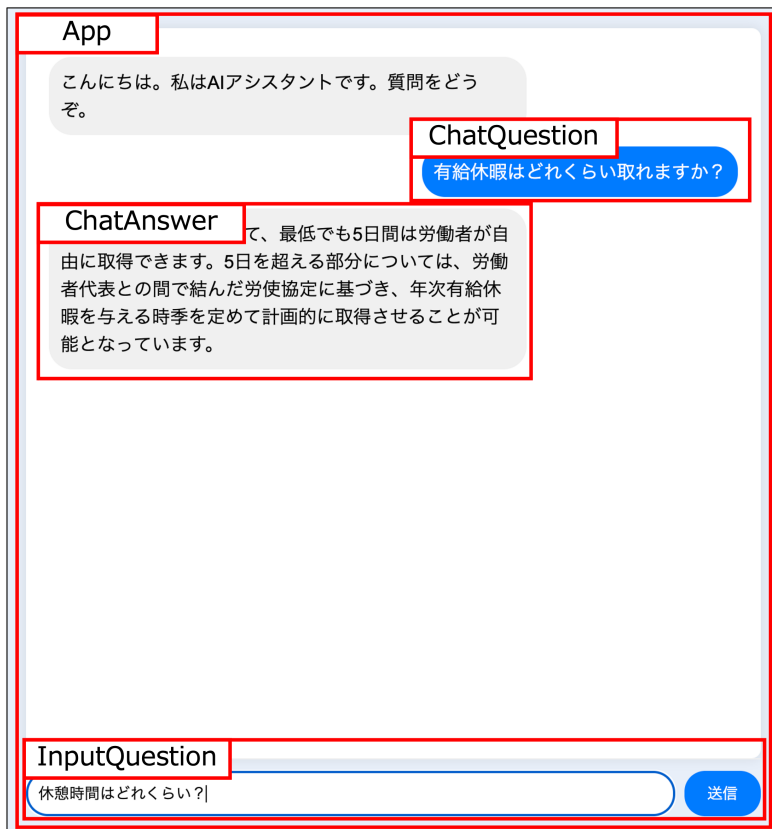 App
こんにちは。私はAIアシスタントです。質問をどう
ぞ。
ChatQuestion
有給休暇はどれくらい取れますか？
ChatAnswer
て、最低でも5日間は労働者が自
由に取得できます。5日を超える部分については、労働
者代表との間で結んだ労使協定に基づき、年次有給休
暇を与える時季を定めて計画的に取得させることが可
能となっています。
InputQuestion
休憩時間はどれくらい？
送信